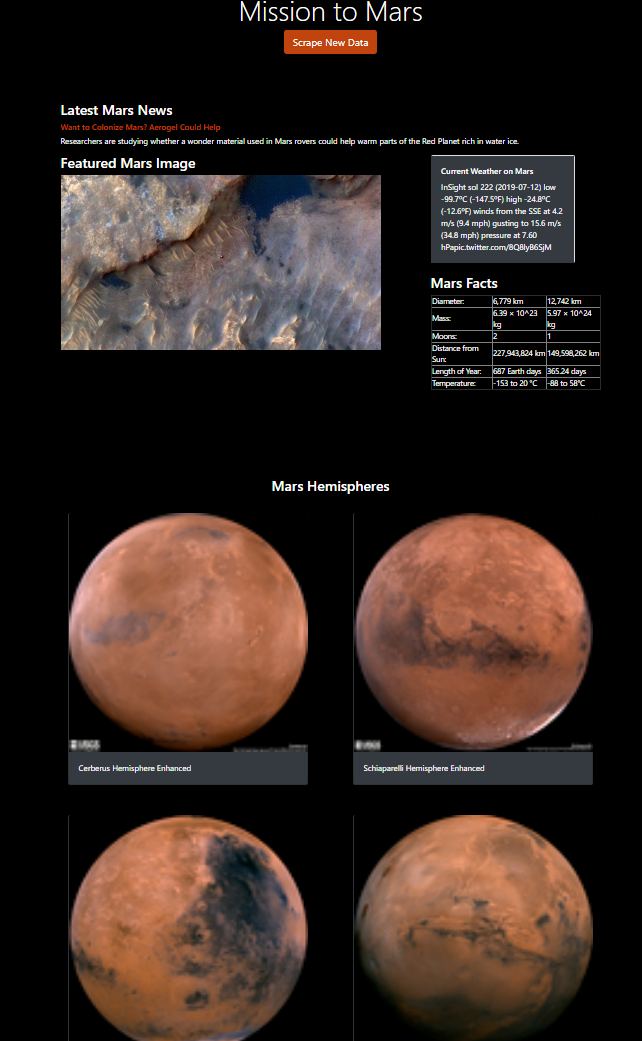 Mission to Mars
Scrape New Data
Latest Mars News
Want to Colonize Mars? Aerogel Could Help
Researchers are studying whether a wonder material used in Mars rovers could help warm parts of the Red Planet rich in water ice.
Featured Mars Image
Current Weather on Mars
InSight sol 222 (2019-07-12) low
-99.7ºC (-147.5ºF) high -24.8ºC
(-12.6ºF) winds from the SSE at 4.2
m/s (9.4 mph) gusting to 15.6 m/s
(34.8 mph) pressure at 7.60
hPapic.twitter.com/8Q8lyB6SjM
Mars Facts
Diameter: 6,779 km 12,742 km
Mass: 6.39 × 10^23 kg 5.97 × 10^24 kg
Moons: 2 1
Distance from Sun: 227,943,824 km 149,598,262 km
Length of Year: 687 Earth days 365.24 days
Temperature: -153 to 20 °C -88 to 58°C
Mars Hemispheres
USGS
USGS
Cerberus Hemisphere Enhanced
Schiaparelli Hemisphere Enhanced